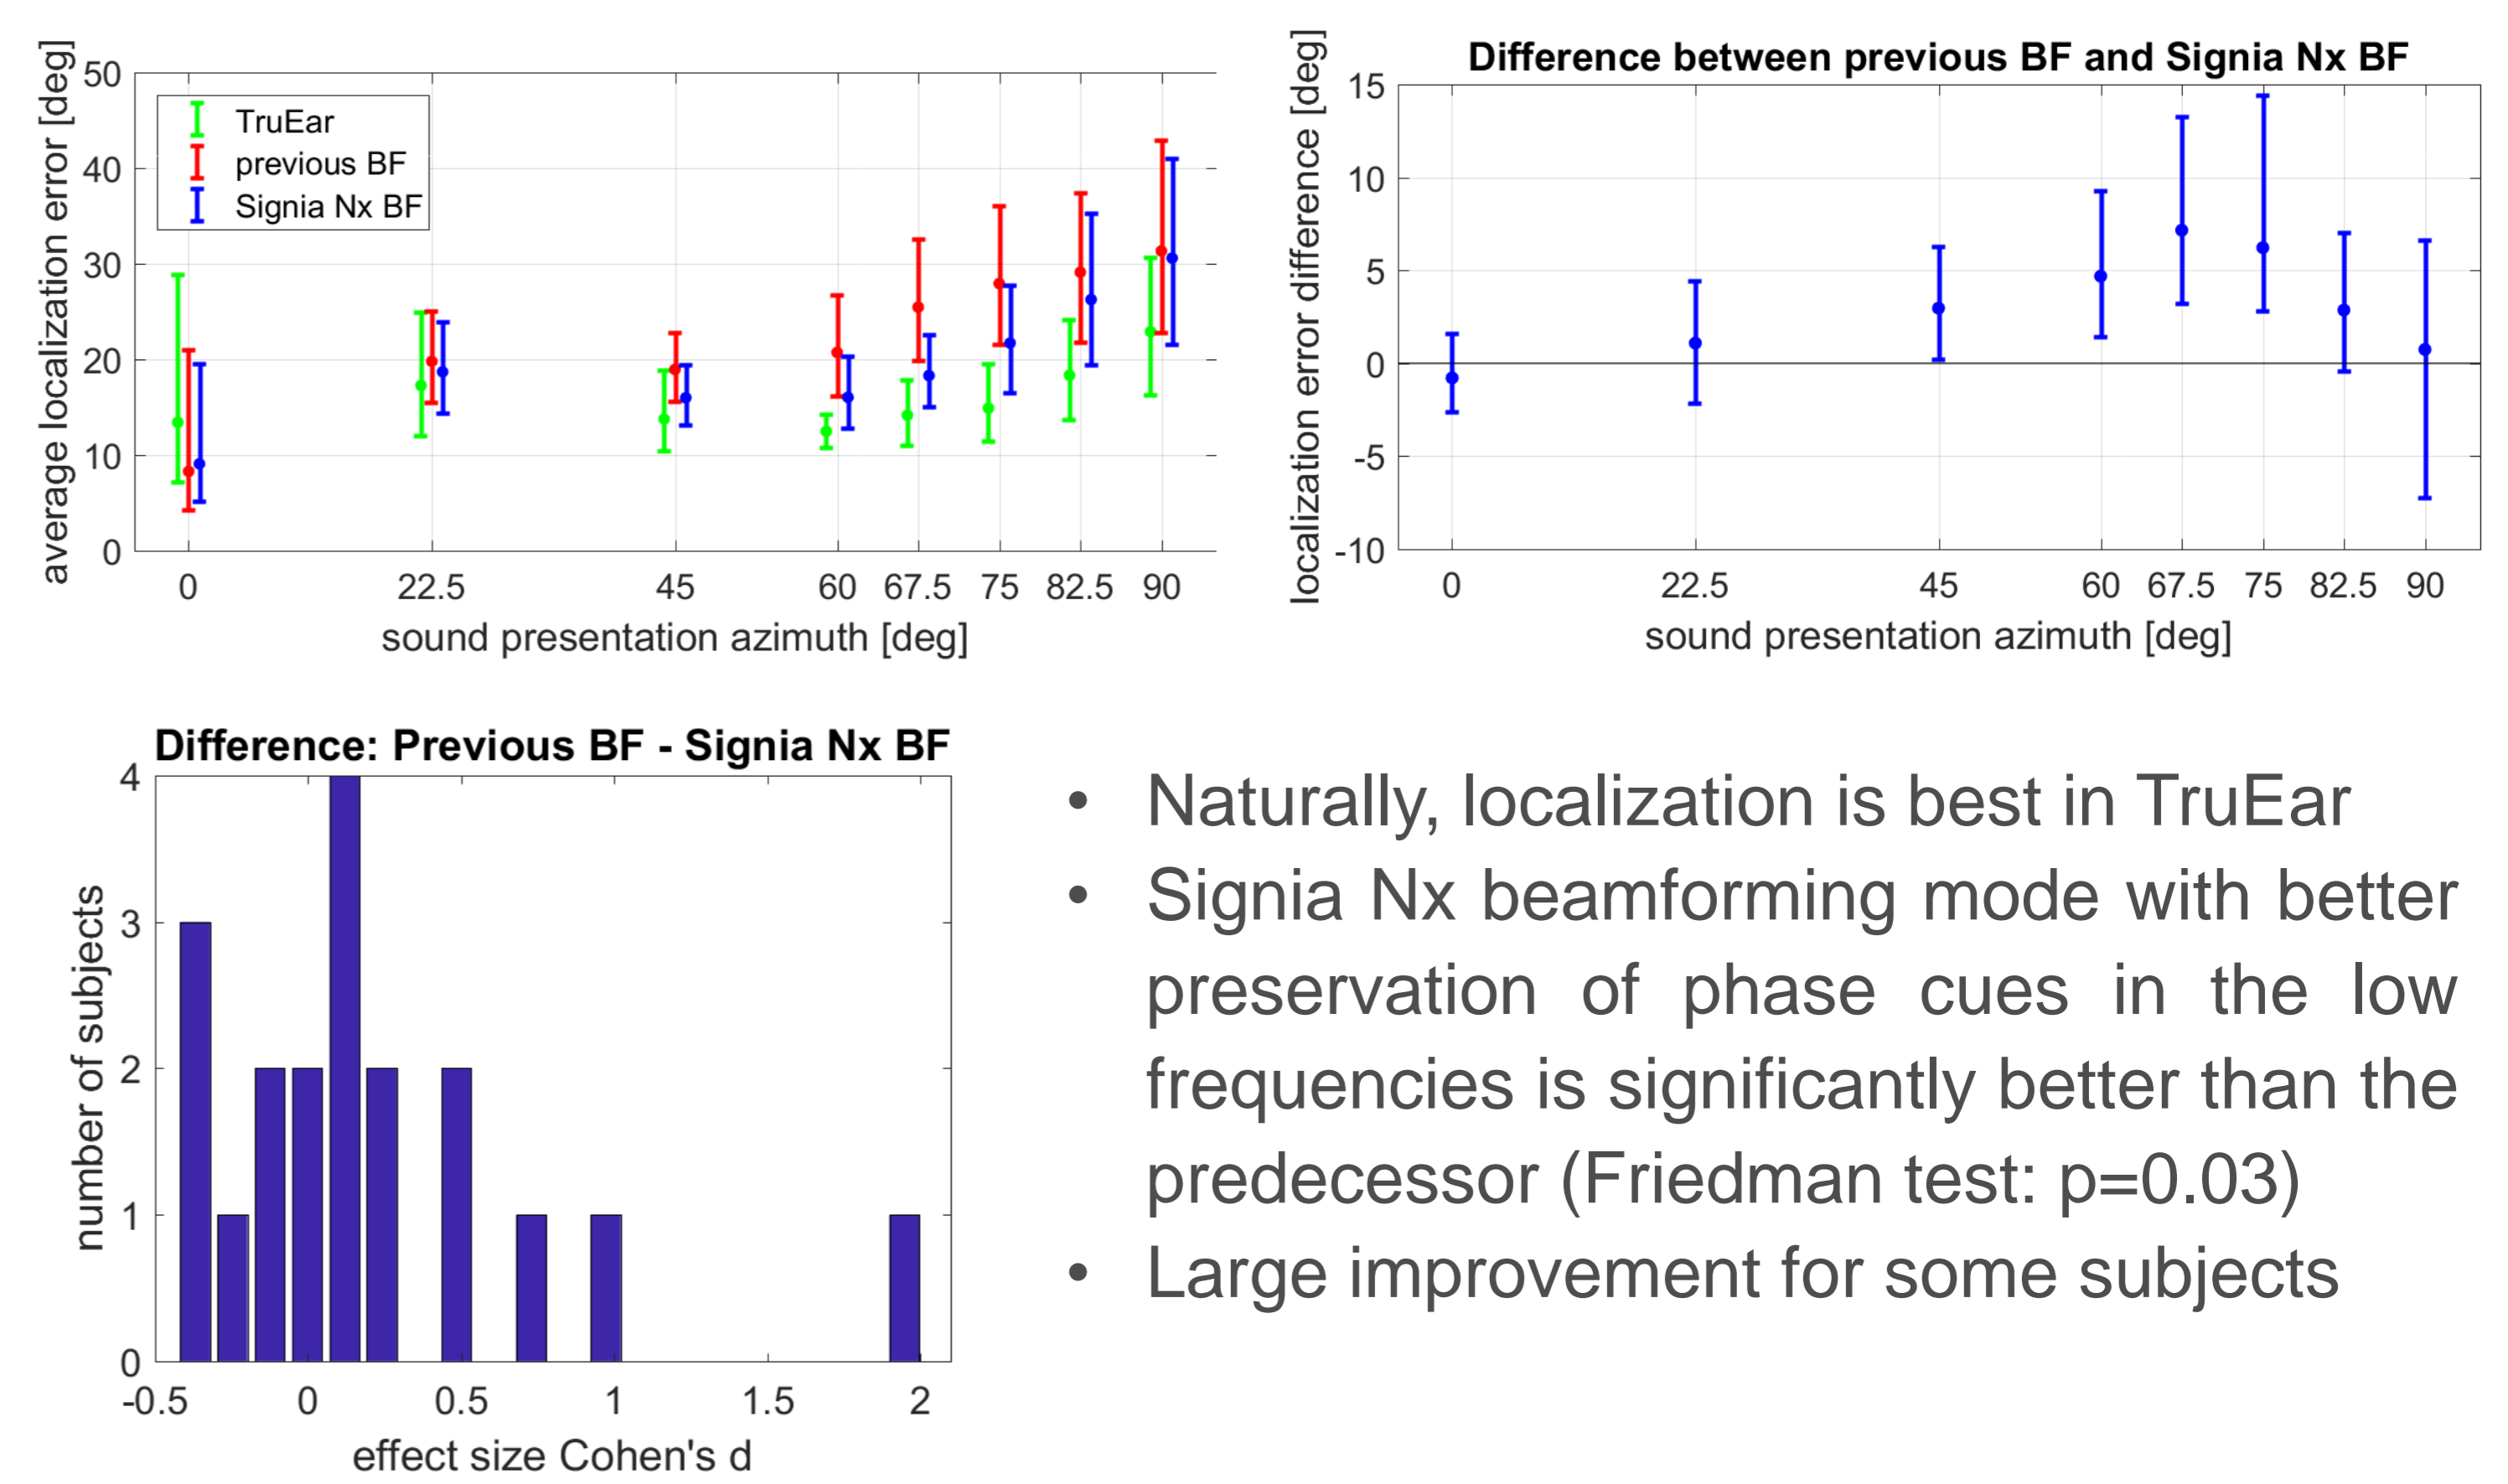 average localization error [deg]
50
40
30
20
10
0
TruEar
previous BF
Signia Nx BF
0 22.5 45 60 67.5 75 82.5 90
sound presentation azimuth [deg]
Difference between previous BF and Signia Nx BF
localization error difference [deg]
15
10
5
0
-5
-10
0 22.5 45 60 67.5 75 82.5 90
sound presentation azimuth [deg]
Difference: Previous BF - Signia Nx BF
number of subjects
4
3
2
1
0
-0.5 0 0.5 1 1.5 2
effect size Cohen's d
• Naturally, localization is best in TruEar
• Signia Nx beamforming mode with better
preservation of phase cues in the low
frequencies is significantly better than the
predecessor (Friedman test: p=0.03)
• Large improvement for some subjects